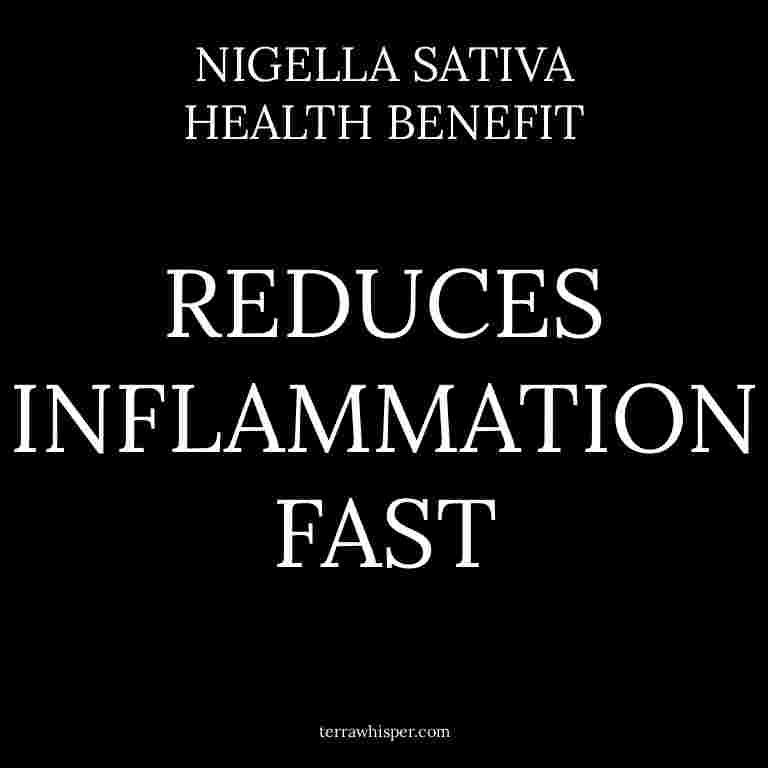 NIGELLA SATIVA
HEALTH BENEFIT
REDUCES
INFLAMMATION
FAST
terrawhisper.com